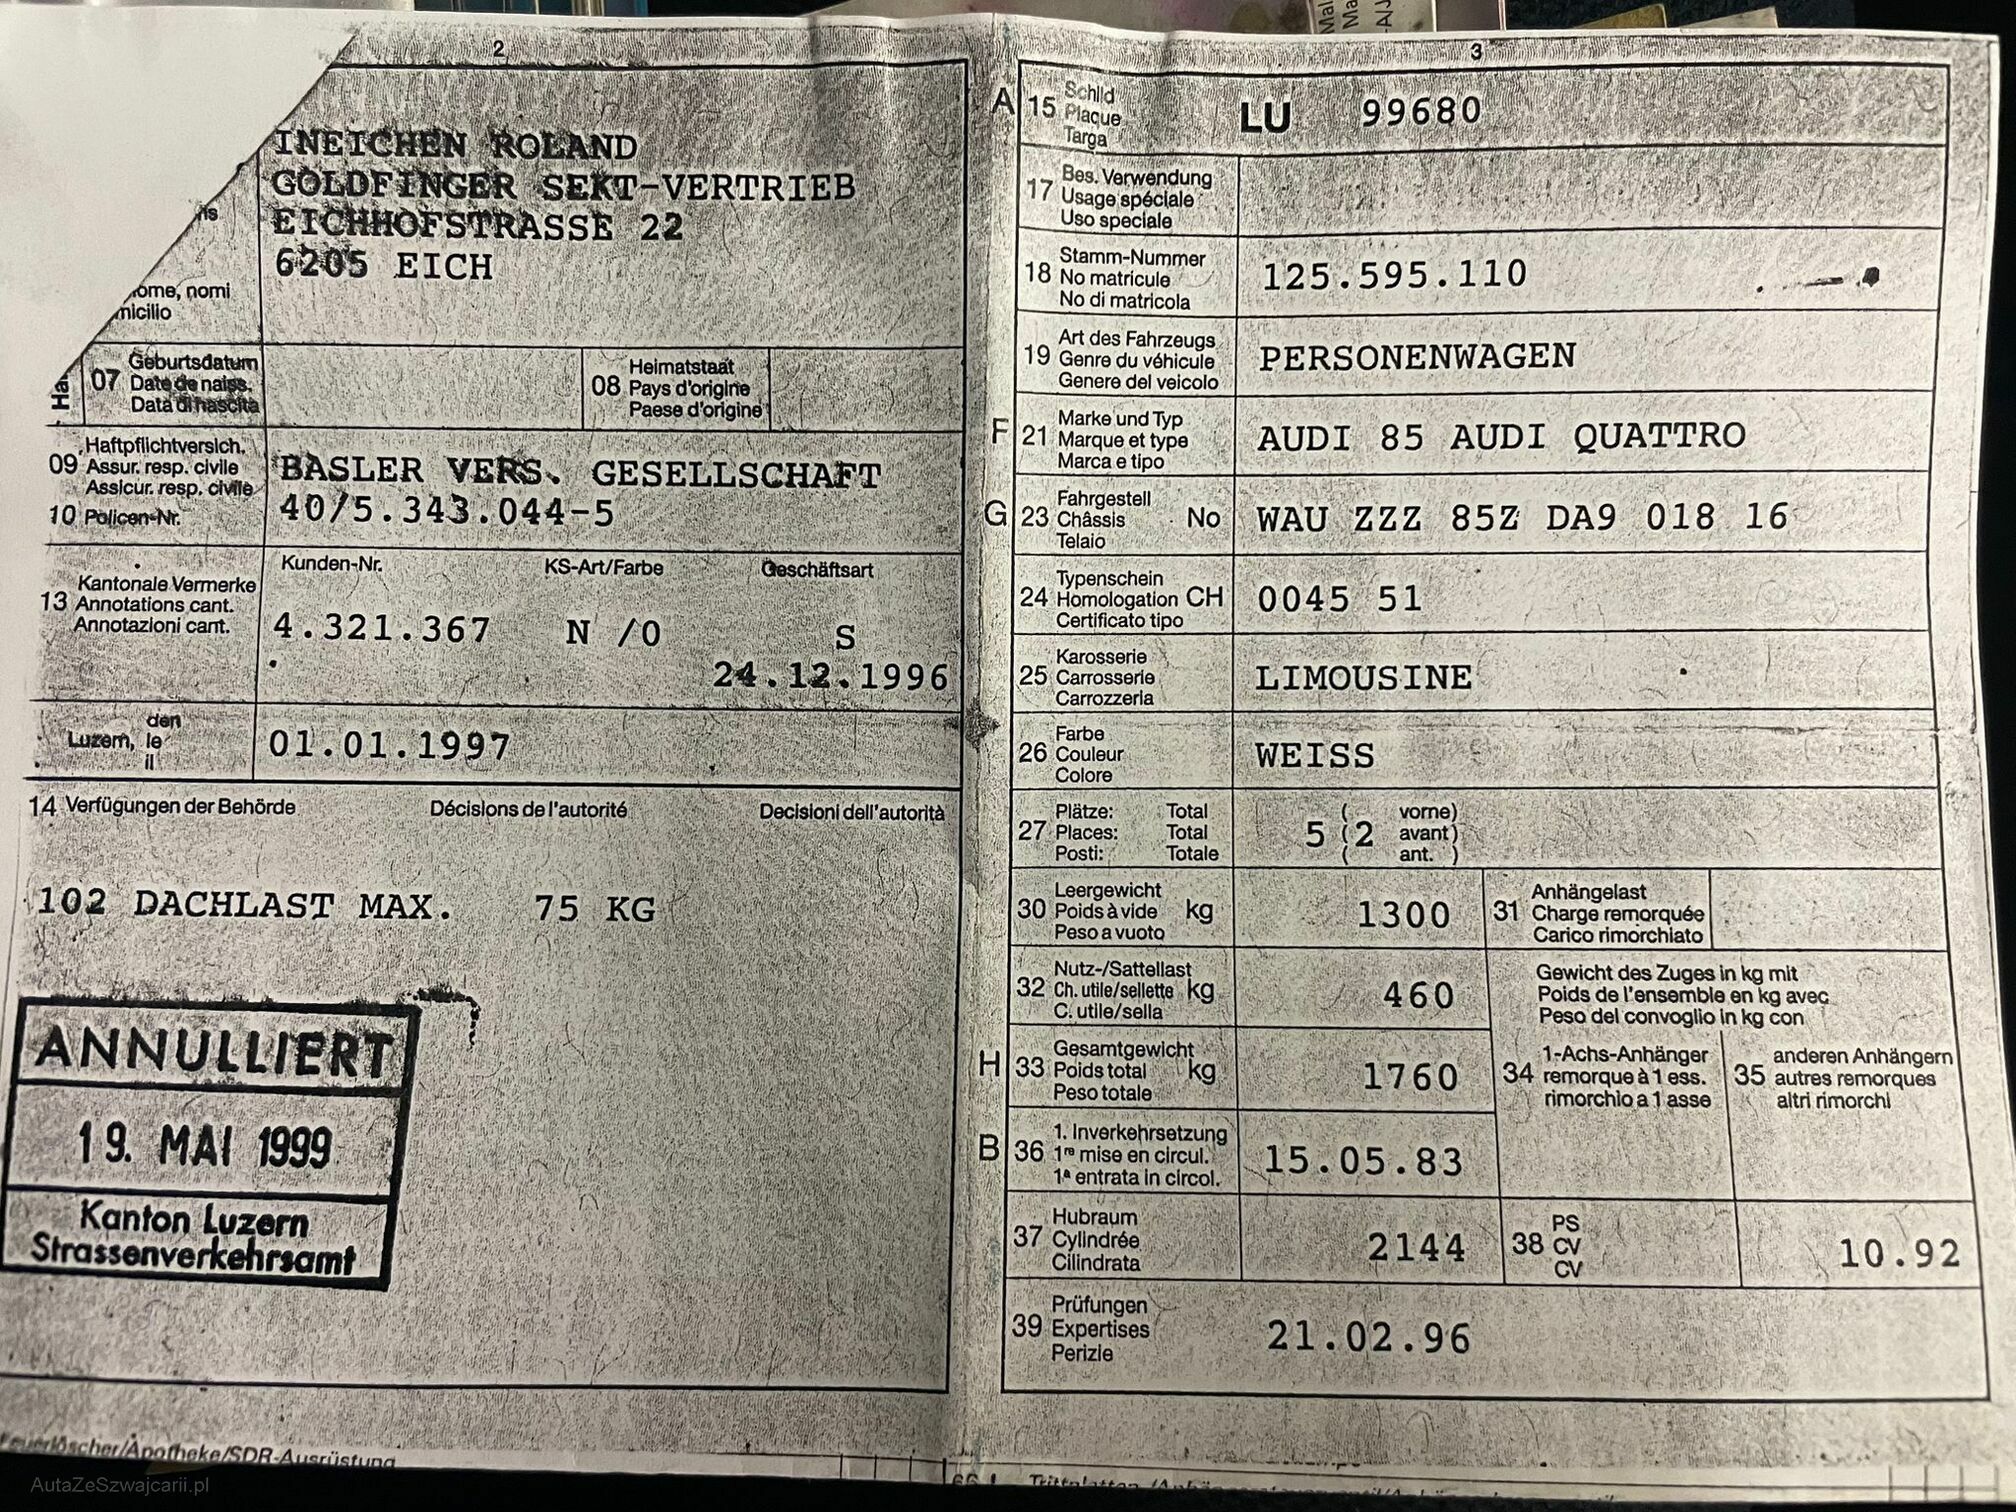 Mal
Ma
-A/J
2
INEICHEN ROLAND
GOLDFINGER SEKT-VERTRIEB
EICHHOFSTRASSE 22
6205 EICH
ome, nomi
micilio
Ha
07 Geburtsdatum
Date de naiss.
Data di nascita
08 Heimatstaat
Pays d'origine
Paese d'origine
09 Haftpflichtversich.
Assur. resp. civile
Assicur. resp. civile
10 Policen-Nr.
BASLER VERS. GESELLSCHAFT
40/5.343.044-5
13 Kantonale Vermerke
Annotations cant.
Annotazioni cant.
Kunden-Nr. KS-Art/Farbe Geschäftsart
4.321.367 N /0 S
24.12.1996
Luzern, den
le
il
01.01.1997
14 Verfügungen der Behörde Décisions de l'autorité Decisioni dell'autorità
102 DACHLAST MAX. 75 KG
ANNULLIERT
19. MAI 1999
Kanton Luzern
Strassenverkehrsamt
Feuerlöscher/Apotheke/SDR-Ausrüstung
AutaZeSzwajcarii.pl
3
A 15 Schild
Plaque
Targa
LU 99680
17 Bes. Verwendung
Usage spéciale
Uso speciale
18 Stamm-Nummer
No matricule
No di matricola
125.595.110
19 Art des Fahrzeugs
Genre du véhicule
Genere del veicolo
PERSONENWAGEN
F 21 Marke und Typ
Marque et type
Marca e tipo
AUDI 85 AUDI QUATTRO
G 23 Fahrgestell
Châssis No
Telaio
WAU ZZZ 85Z DA9 018 16
24 Typenschein
Homologation CH
Certificato tipo
0045 51
25 Karosserie
Carrosserie
Carrozzeria
LIMOUSINE
26 Farbe
Couleur
Colore
WEISS
27 Plätze: Total
Places: Total
Posti: Totale
5 (2 vorne)
avant)
ant. )
30 Leergewicht
Poids à vide kg
Peso a vuoto
1300
31 Anhängelast
Charge remorquée
Carico rimorchiato
32 Nutz-/Sattellast
Ch. utile/sellette kg
C. utile/sella
460
Gewicht des Zuges in kg mit
Poids de l'ensemble en kg avec
Peso del convoglio in kg con
H 33 Gesamtgewicht
Poids total kg
Peso totale
1760
34 1-Achs-Anhänger
remorque à 1 ess.
rimorchio a 1 asse
35 anderen Anhängern
autres remorques
altri rimorchi
B 36 1. Inverkehrsetzung
1re mise en circul.
1a entrata in circol.
15.05.83
37 Hubraum
Cylindrée
Cilindrata
2144
38 PS
CV
CV
10.92
39 Prüfungen
Expertises
Perizie
21.02.96